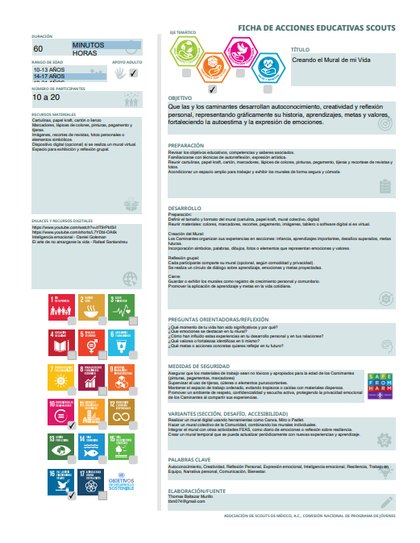 FICHA DE ACCIONES EDUCATIVAS SCOUTS
DURACIÓN
60
MINUTOS
HORAS
RANGO DE EDAD
APOYO ADULTO
10-13 AÑOS
14-17 AÑOS
NÚMERO DE PARTICIPANTES
10 a 20
RECURSOS MATERIALES
Cartulinas, papel kraft, cartón o lienzo
Marcadores, lápices de colores, pinturas, pegamento y
tijeras.
Imágenes, recortes de revistas, fotos personales o
elementos simbólicos.
Dispositivo digital (opcional) si se realiza un mural virtual.
Espacio para exhibición y reflexión grupal.
ENLACES Y RECURSOS DIGITALES
Inteligencia emocional - Daniel Goleman
El arte de no amargarse la vida - Rafael Santandreu
EJE TEMÁTICO
TÍTULO
Creando el Mural de mi Vida
OBJETIVO
Que las y los caminantes desarrollan autoconocimiento, creatividad y reflexión
personal, representando gráficamente su historia, aprendizajes, metas y valores,
fortaleciendo la autoestima y la expresión de emociones.
PREPARACIÓN
Revisar los objetivos educativos, competencias y saberes asociados.
Familiarizarse con técnicas de autorreflexión, expresión artística.
Reunir cartulinas, papel kraft, marcadores, lápices de colores, pinturas, pegamento, tijeras y recortes de revistas y
fotos.
Acondicionar un espacio amplio para trabajar y exhibir los murales de forma segura y cómoda.
DESARROLLO
Preparación:
Definir el tamaño y formato del mural (cartulina, papel kraft, mural colectivo, digital)
Reunir materiales: colores, marcadores, recortes, pegamento, imágenes, tablero o software digital si es virtual.
Creación del Mural:
Los Caminantes organizan sus experiencias en secciones: infancia, aprendizajes importantes, desafíos superados, metas
futuras.
Incorporación símbolos, palabras, dibujos, fotos o elementos que representan emociones y valores.
Reflexión grupal:
Cada participante comparte su mural (opcional, según comodidad y privacidad).
Se realiza un círculo de diálogo sobre aprendizajes, emociones y metas propuestas.
Cierre:
Guardar o exhibir los murales como registro de crecimiento personal y comunitario.
Promover la aplicación de aprendizaje y metas en la vida cotidiana.
PREGUNTAS ORIENTADORAS/REFLEXIÓN
¿Qué momento de tu vida han sido significativos y por qué?
¿Qué emociones te evoca tu mural?
¿Cómo han influido estas experiencias en tu desarrollo personal y en tus relaciones?
¿Qué valores o fortalezas identificas en ti mismo?
¿Qué metas o acciones concretas quieres reflejar en tu futuro?
MEDIDAS DE SEGURIDAD
Asegurar que los materiales de trabajo sean no tóxicos y apropiados para la edad de los Caminantes
(pinturas, pegamentos, marcadores)
Supervisar el uso de tijeras, cúteres o elementos punzocortantes.
Mantener el espacio de trabajo ordenado, evitando tropiezos o caídas con materiales dispersos.
Promover un ambiente de respeto, confidencialidad y escucha activa, protegiendo la privacidad emocional
de los Caminantes al compartir sus experiencias.
SAFE
FROM
HARM
VARIANTES (SECCIÓN, DESAFÍO, ACCESIBILIDAD)
Realizar un mural digital usando herramientas como Canva, Miro o Padlet.
Hacer un mural colectivo de la Comunidad, combinando los murales individuales.
Integrar el mural con otras actividades FEAS, como diario de emociones o reflexión sobre resiliencia.
Crear un mural temporal que se pueda actualizar periódicamente con nuevas experiencias y aprendizaje.
PALABRAS CLAVE
Autoconocimiento, Creatividad, Reflexión Personal, Expresión emocional, Inteligencia emocional, Resiliencia, Trabajo en
Equipo, Narrativa personal, Comunicación, Bienestar.
ELABORACIÓN/FUENTE
Thomas Baltazar Murillo
ASOCIACIÓN DE SCOUTS DE MÉXICO, A.C., COMISIÓN NACIONAL DE PROGRAMA DE JÓVENES